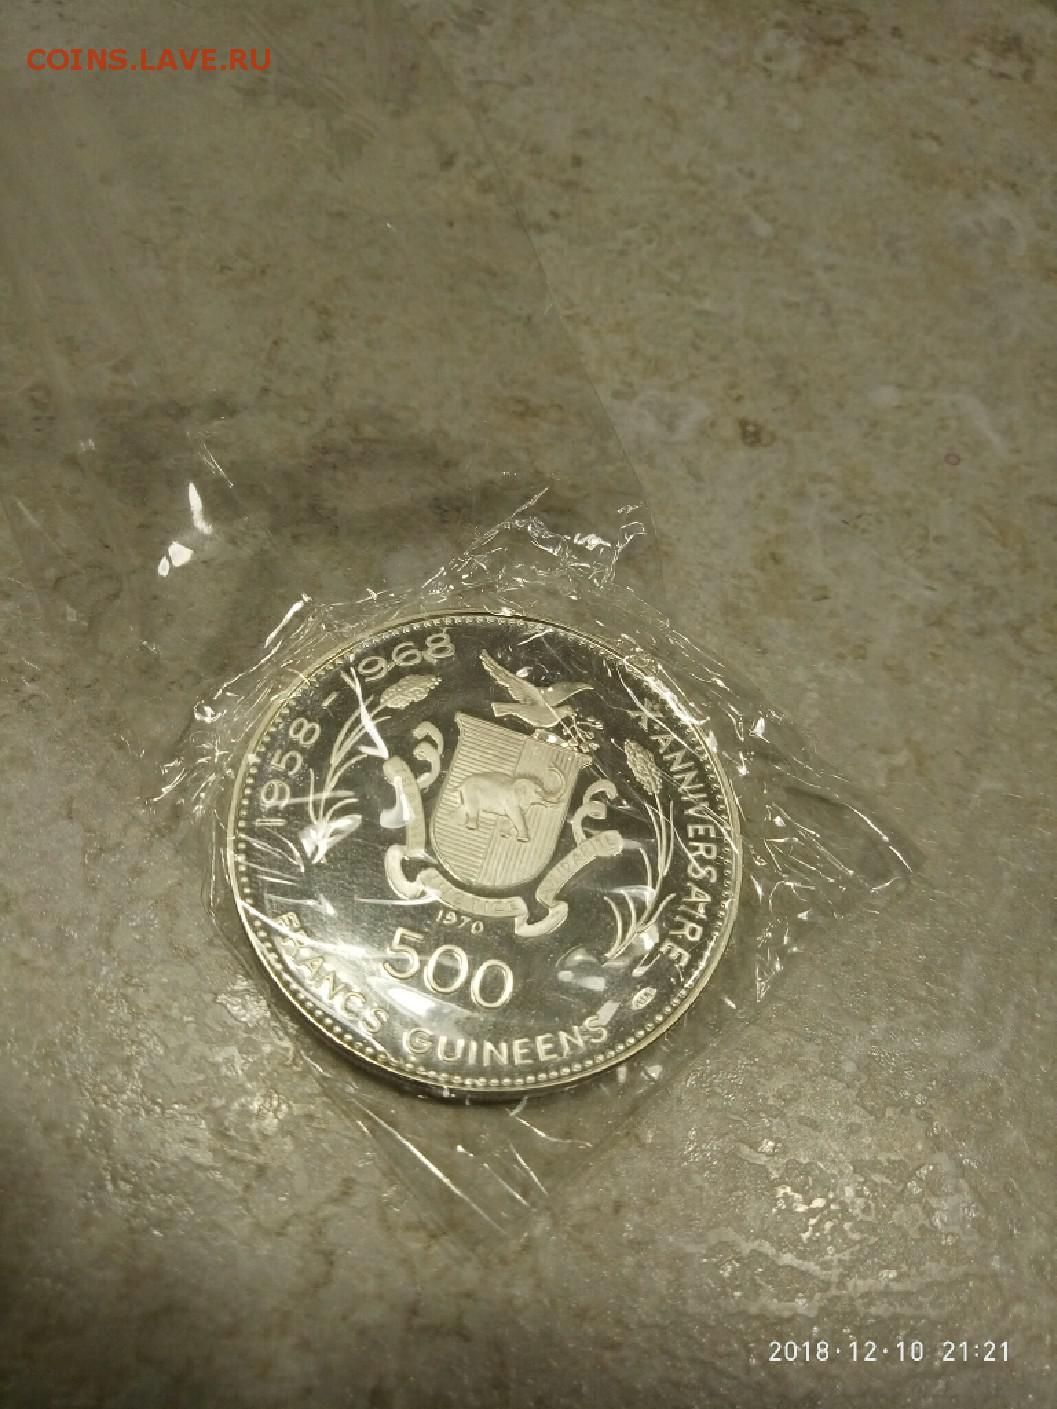 COINS.LAVE.RU
1958-1968
X ANNIVERSAIRE
1970
500
FRANCS GUINEENS
2018·12·10 21:21